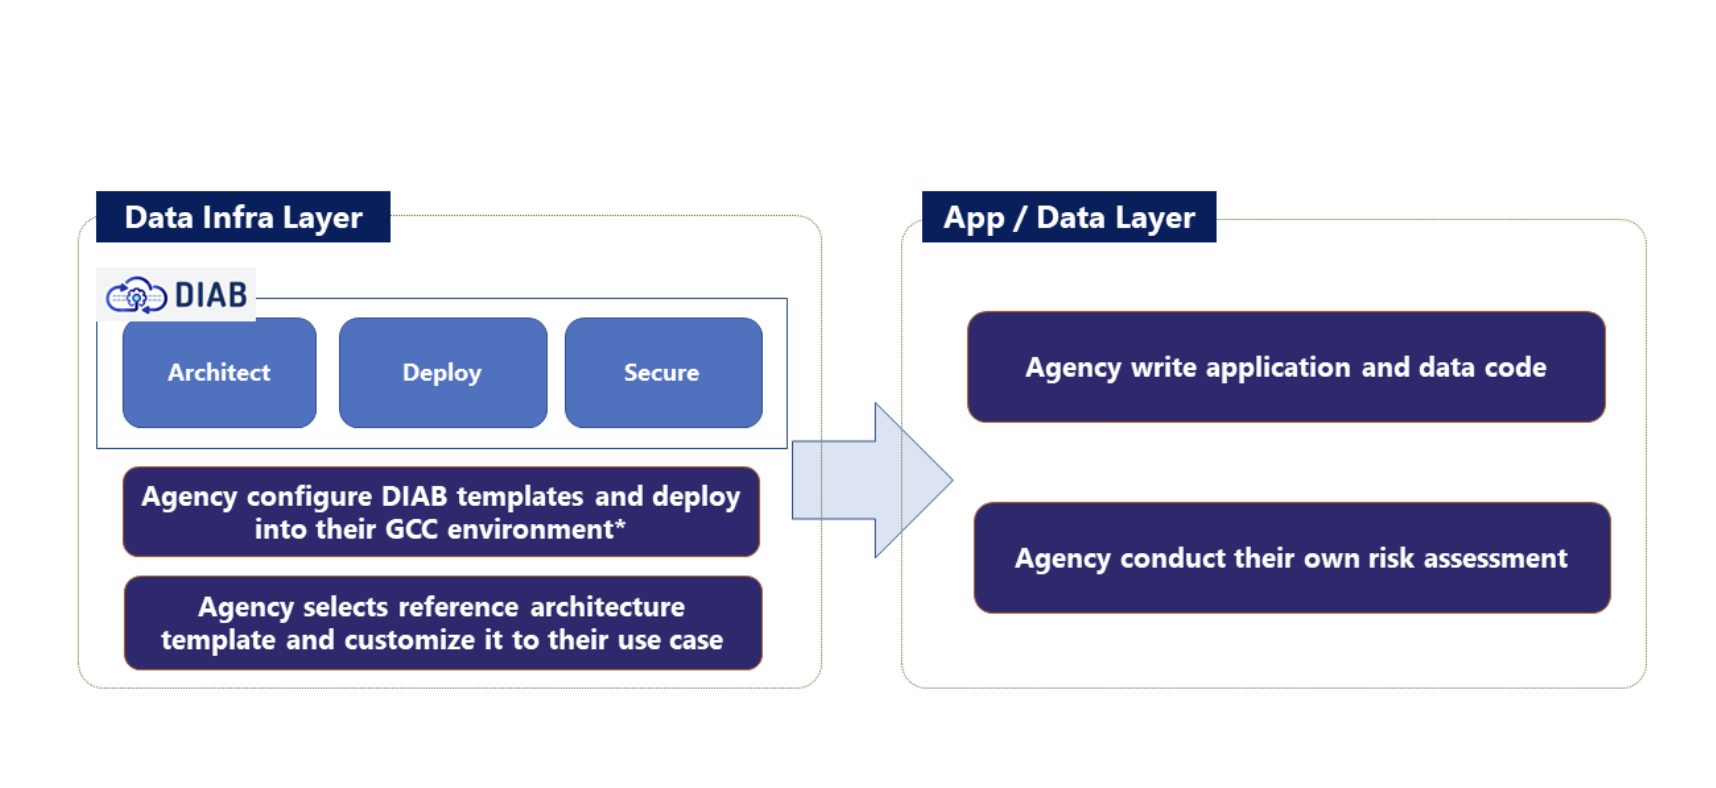 Data Infra Layer
DIAB
Architect
Deploy
Secure
Agency configure DIAB templates and deploy
into their GCC environment*
Agency selects reference architecture
template and customize it to their use case
App / Data Layer
Agency write application and data code
Agency conduct their own risk assessment